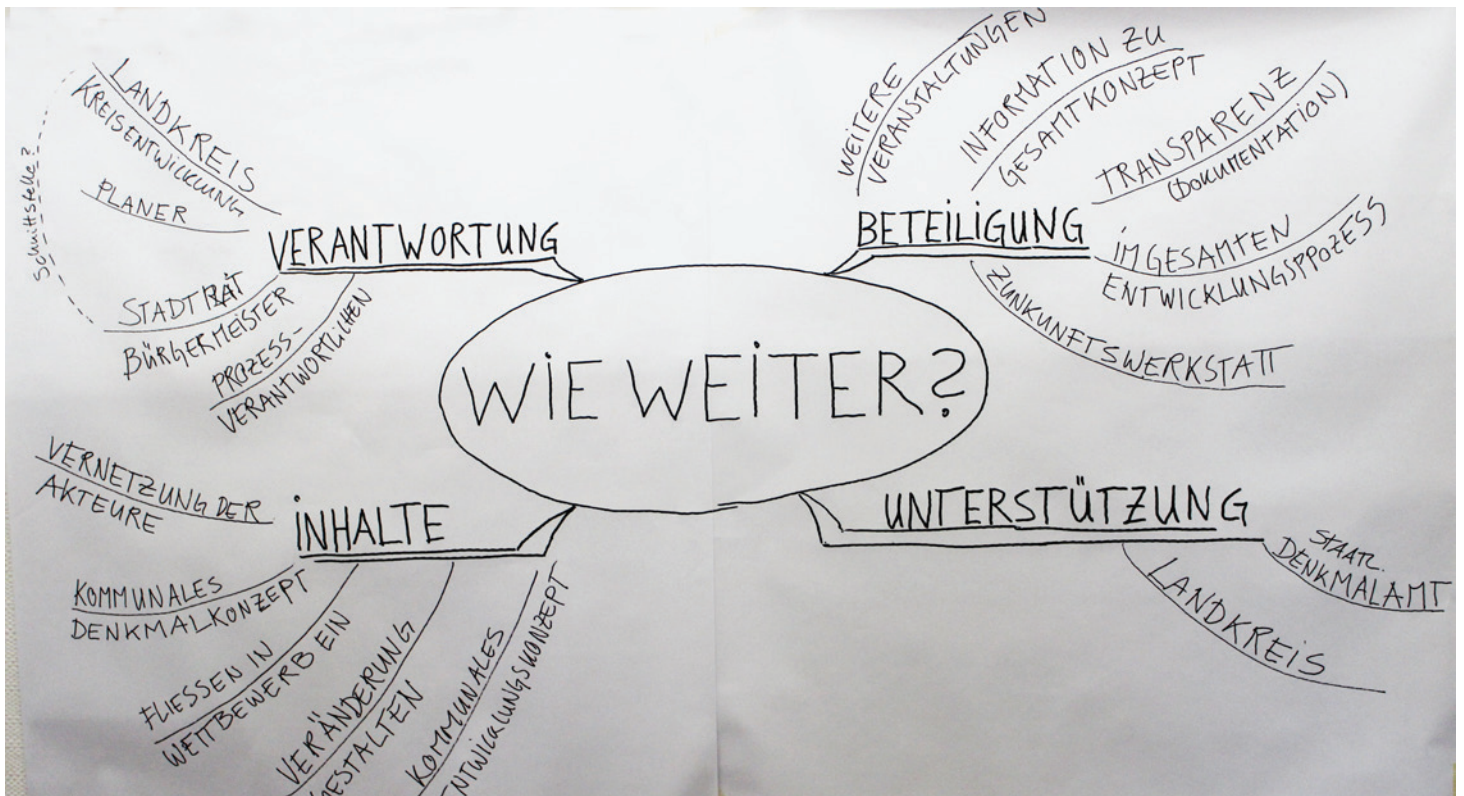 WIE WEITER?
VERANTWORTUNG
LANDKREIS
KREISENTWICKLUNG
PLANER
STADTRAT
BÜRGERMEISTER
PROZESS-
VERANTWORTLICHEN
Schnittstelle?
BETEILIGUNG
WEITERE
VERANSTALTUNGEN
INFORMATION ZU
GESAMTKONZEPT
TRANSPARENZ
(DOKUMENTATION)
IM GESAMTEN
ENTWICKLUNGSPPOZESS
ZUNKUNFTSWERKSTATT
INHALTE
VERNETZUNG DER
AKTEURE
KOMMUNALES
DENKMALKONZEPT
FLIESSEN IN
WETTBEWERB EIN
VERÄNDERUNG
GESTALTEN
KOMMUNALES
ENTWICKLUNGSKONZEPT
UNTERSTÜTZUNG
STAATL.
DENKMALAMT
LANDKREIS